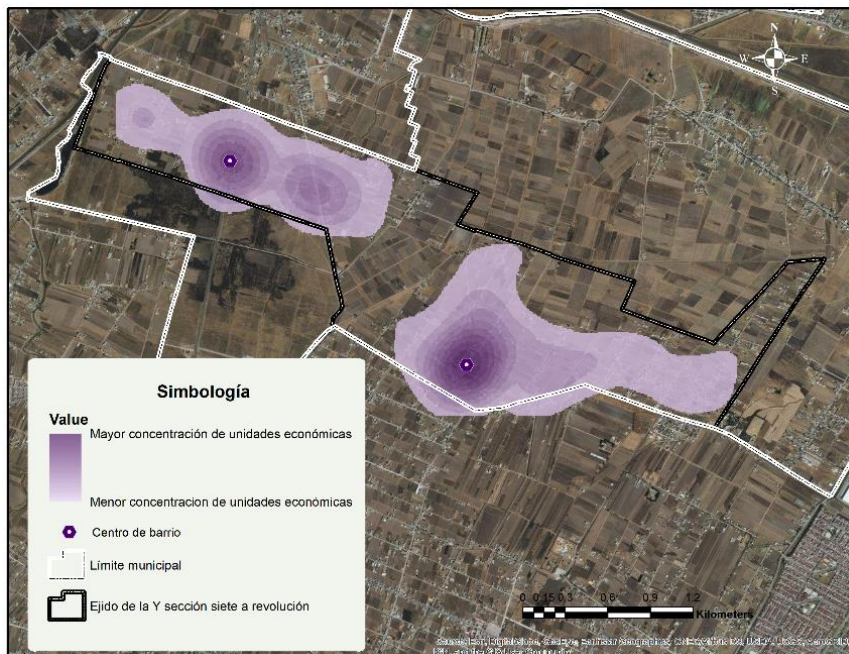 N
W E
S
Simbología
Value
Mayor concentración de unidades económicas
Menor concentracion de unidades económicas
Centro de barrio
Límite municipal
Ejido de la Y sección siete a revolución
0 0.15 0.3 0.6 0.9 1.2
Kilometers